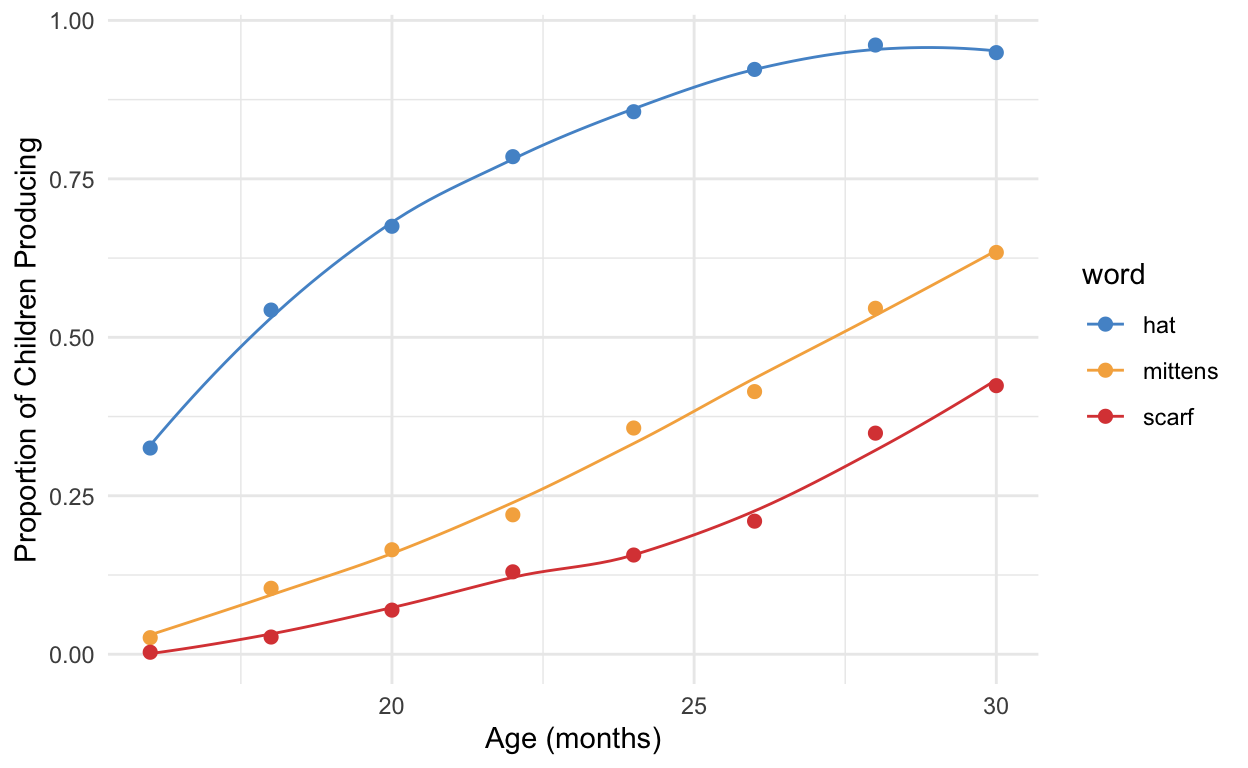 1.00
0.75
0.50
0.25
0.00
Proportion of Children Producing
20
25
30
Age (months)
word
hat
mittens
scarf